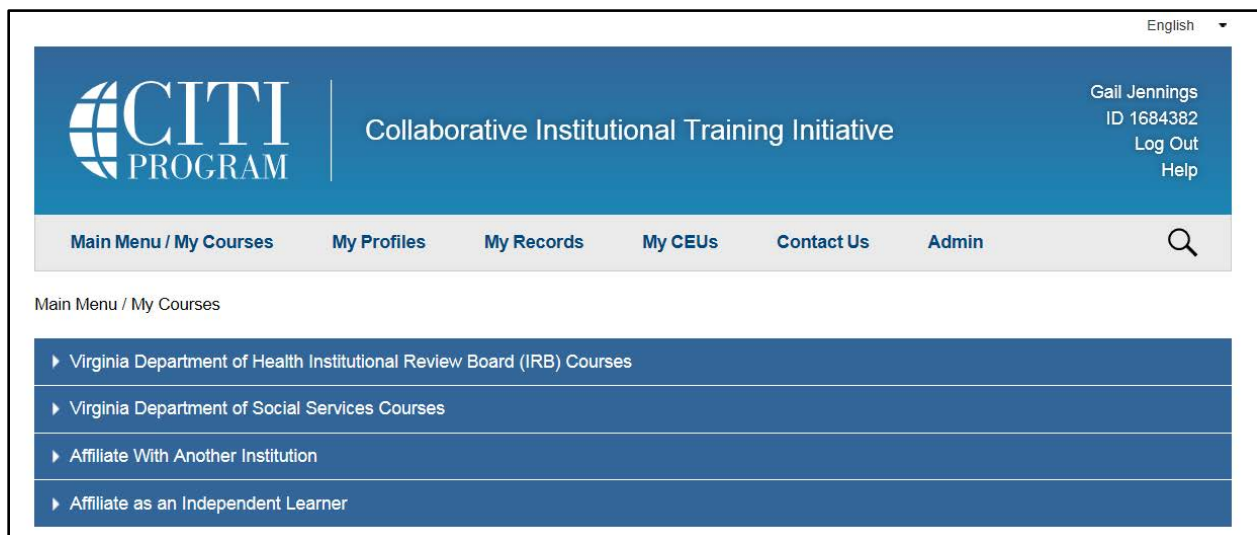 English
CITI
PROGRAM
Collaborative Institutional Training Initiative
Gail Jennings
ID 1684382
Log Out
Help
Main Menu / My Courses My Profiles My Records My CEUs Contact Us Admin
Main Menu / My Courses
Virginia Department of Health Institutional Review Board (IRB) Courses
Virginia Department of Social Services Courses
Affiliate With Another Institution
Affiliate as an Independent Learner